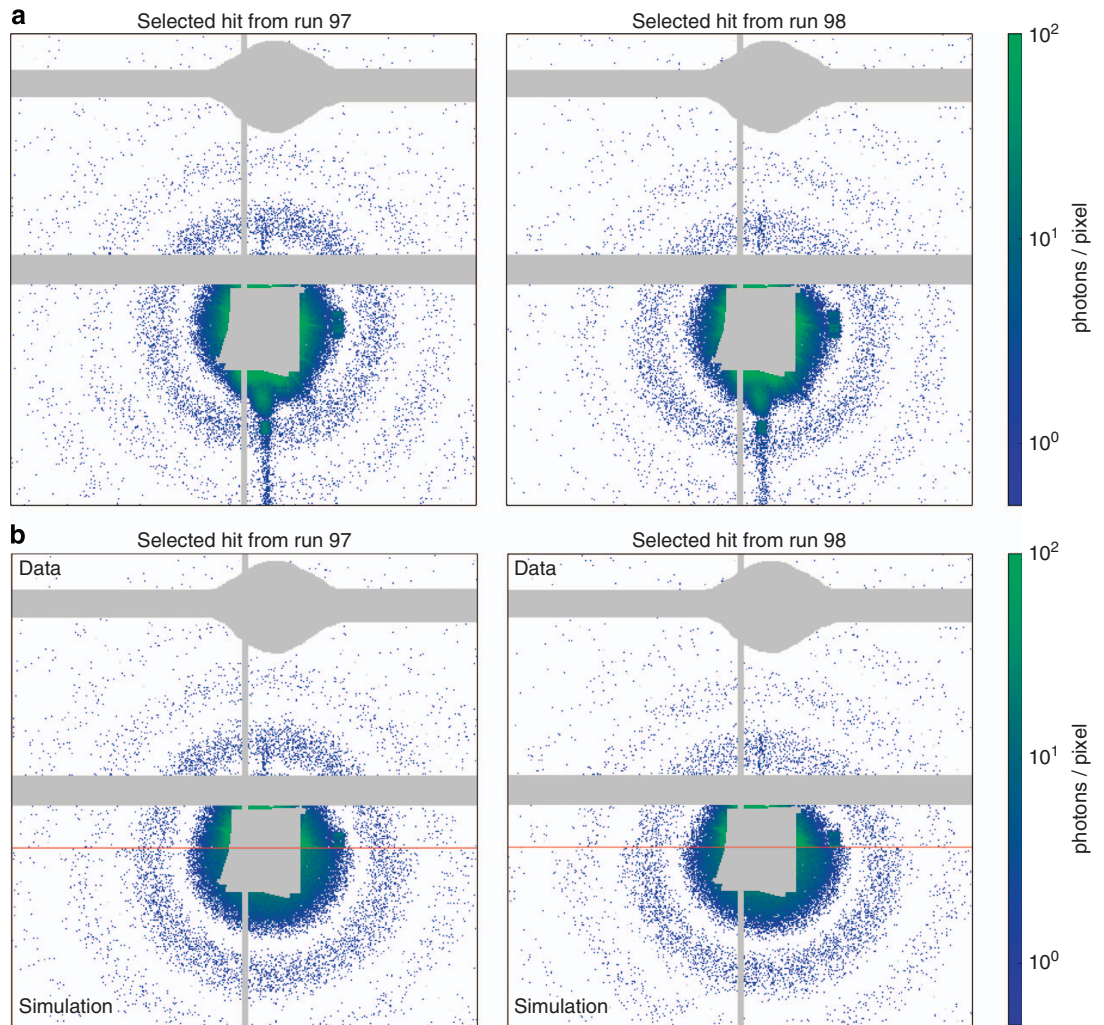 a
Selected hit from run 97
Selected hit from run 98
10²
10¹
10⁰
photons / pixel
b
Selected hit from run 97
Selected hit from run 98
Data
Data
Simulation
Simulation
10²
10¹
10⁰
photons / pixel